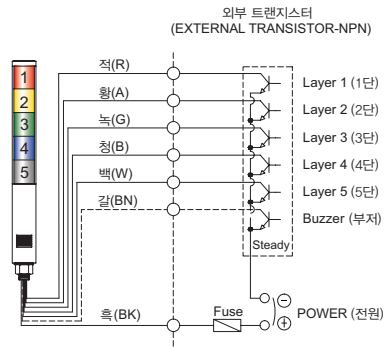 외부 트랜지스터
(EXTERNAL TRANSISTOR-NPN)
적(R)
Layer 1 (1단)
황(A)
Layer 2 (2단)
녹(G)
Layer 3 (3단)
청(B)
Layer 4 (4단)
백(W)
Layer 5 (5단)
갈(BN)
Buzzer (부저)
1
2
3
4
5
Steady
흑(BK)
Fuse
POWER (전원)